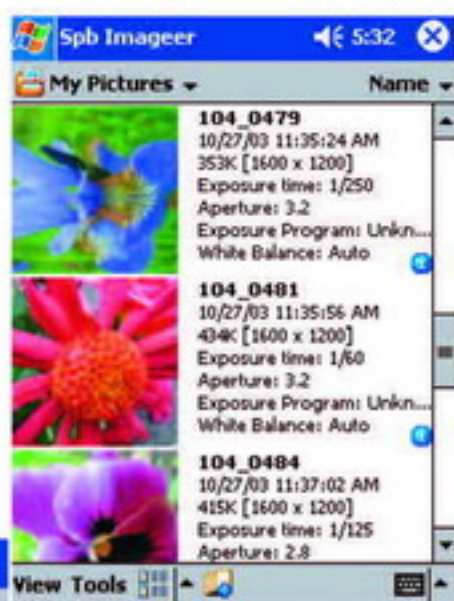 Spb Imageer 5:32
My Pictures Name
104_0479
10/27/03 11:35:24 AM
353K [1600 x 1200]
Exposure time: 1/250
Aperture: 3.2
Exposure Program: Unkn...
White Balance: Auto
104_0481
10/27/03 11:35:56 AM
434K [1600 x 1200]
Exposure time: 1/60
Aperture: 3.2
Exposure Program: Unkn...
White Balance: Auto
104_0484
10/27/03 11:37:02 AM
415K [1600 x 1200]
Exposure time: 1/125
Aperture: 2.8
View Tools